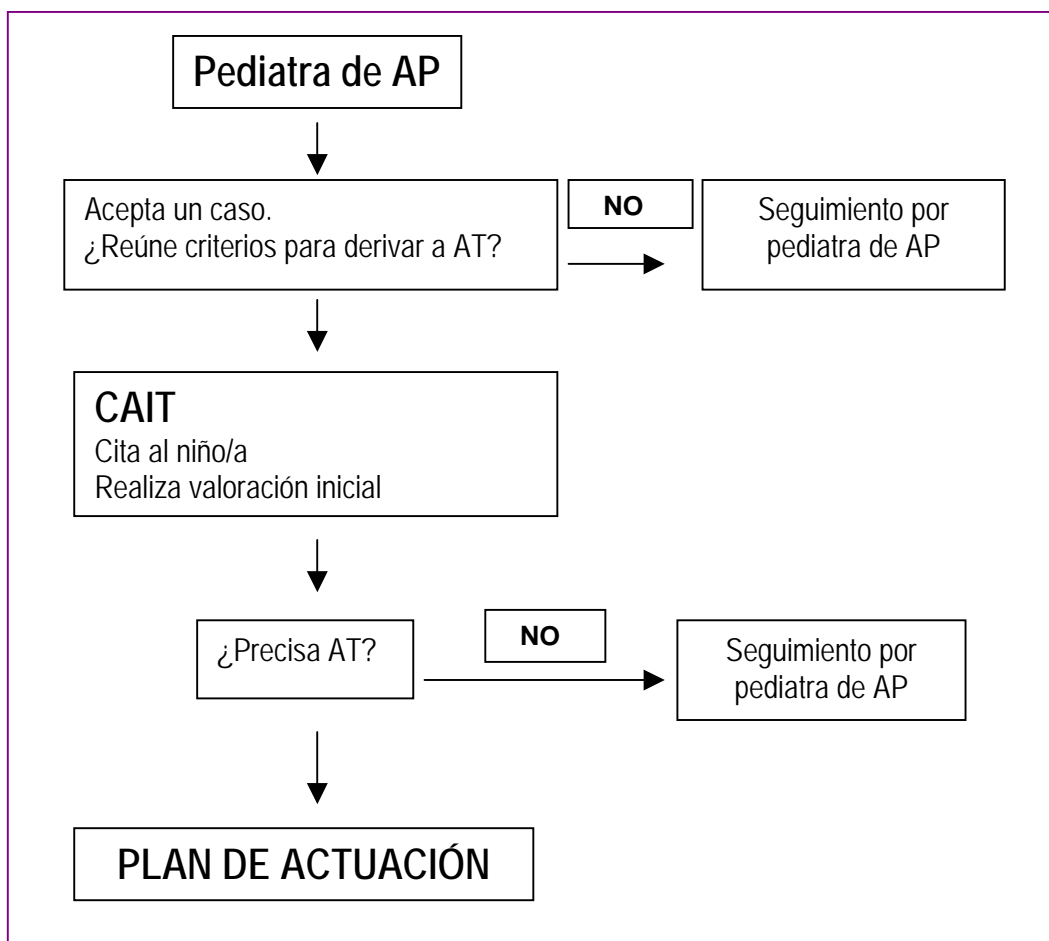 Pediatra de AP
Acepta un caso.
¿Reúne criterios para derivar a AT?
NO
Seguimiento por
pediatra de AP
CAIT
Cita al niño/a
Realiza valoración inicial
¿Precisa AT?
NO
Seguimiento por
pediatra de AP
PLAN DE ACTUACIÓN